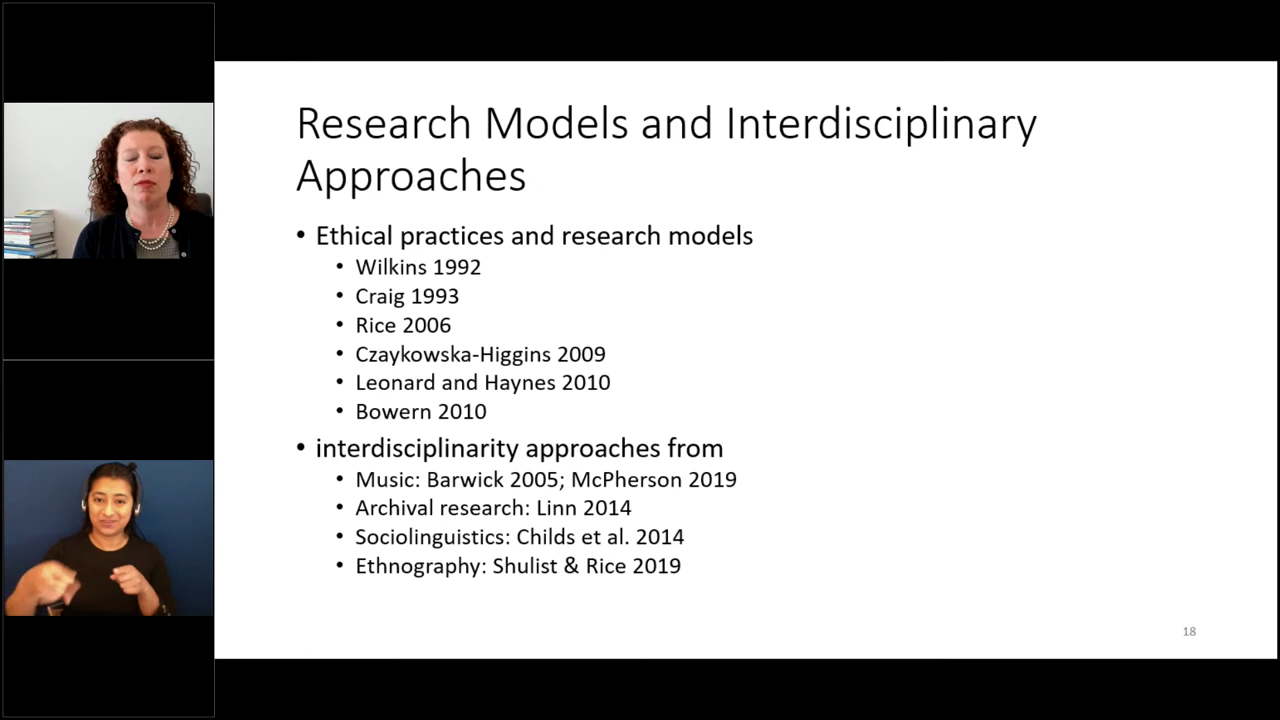 Research Models and Interdisciplinary
Approaches
• Ethical practices and research models
• Wilkins 1992
• Craig 1993
• Rice 2006
• Czaykowska-Higgins 2009
• Leonard and Haynes 2010
• Bowern 2010
• interdisciplinarity approaches from
• Music: Barwick 2005; McPherson 2019
• Archival research: Linn 2014
• Sociolinguistics: Childs et al. 2014
• Ethnography: Shulist & Rice 2019
18